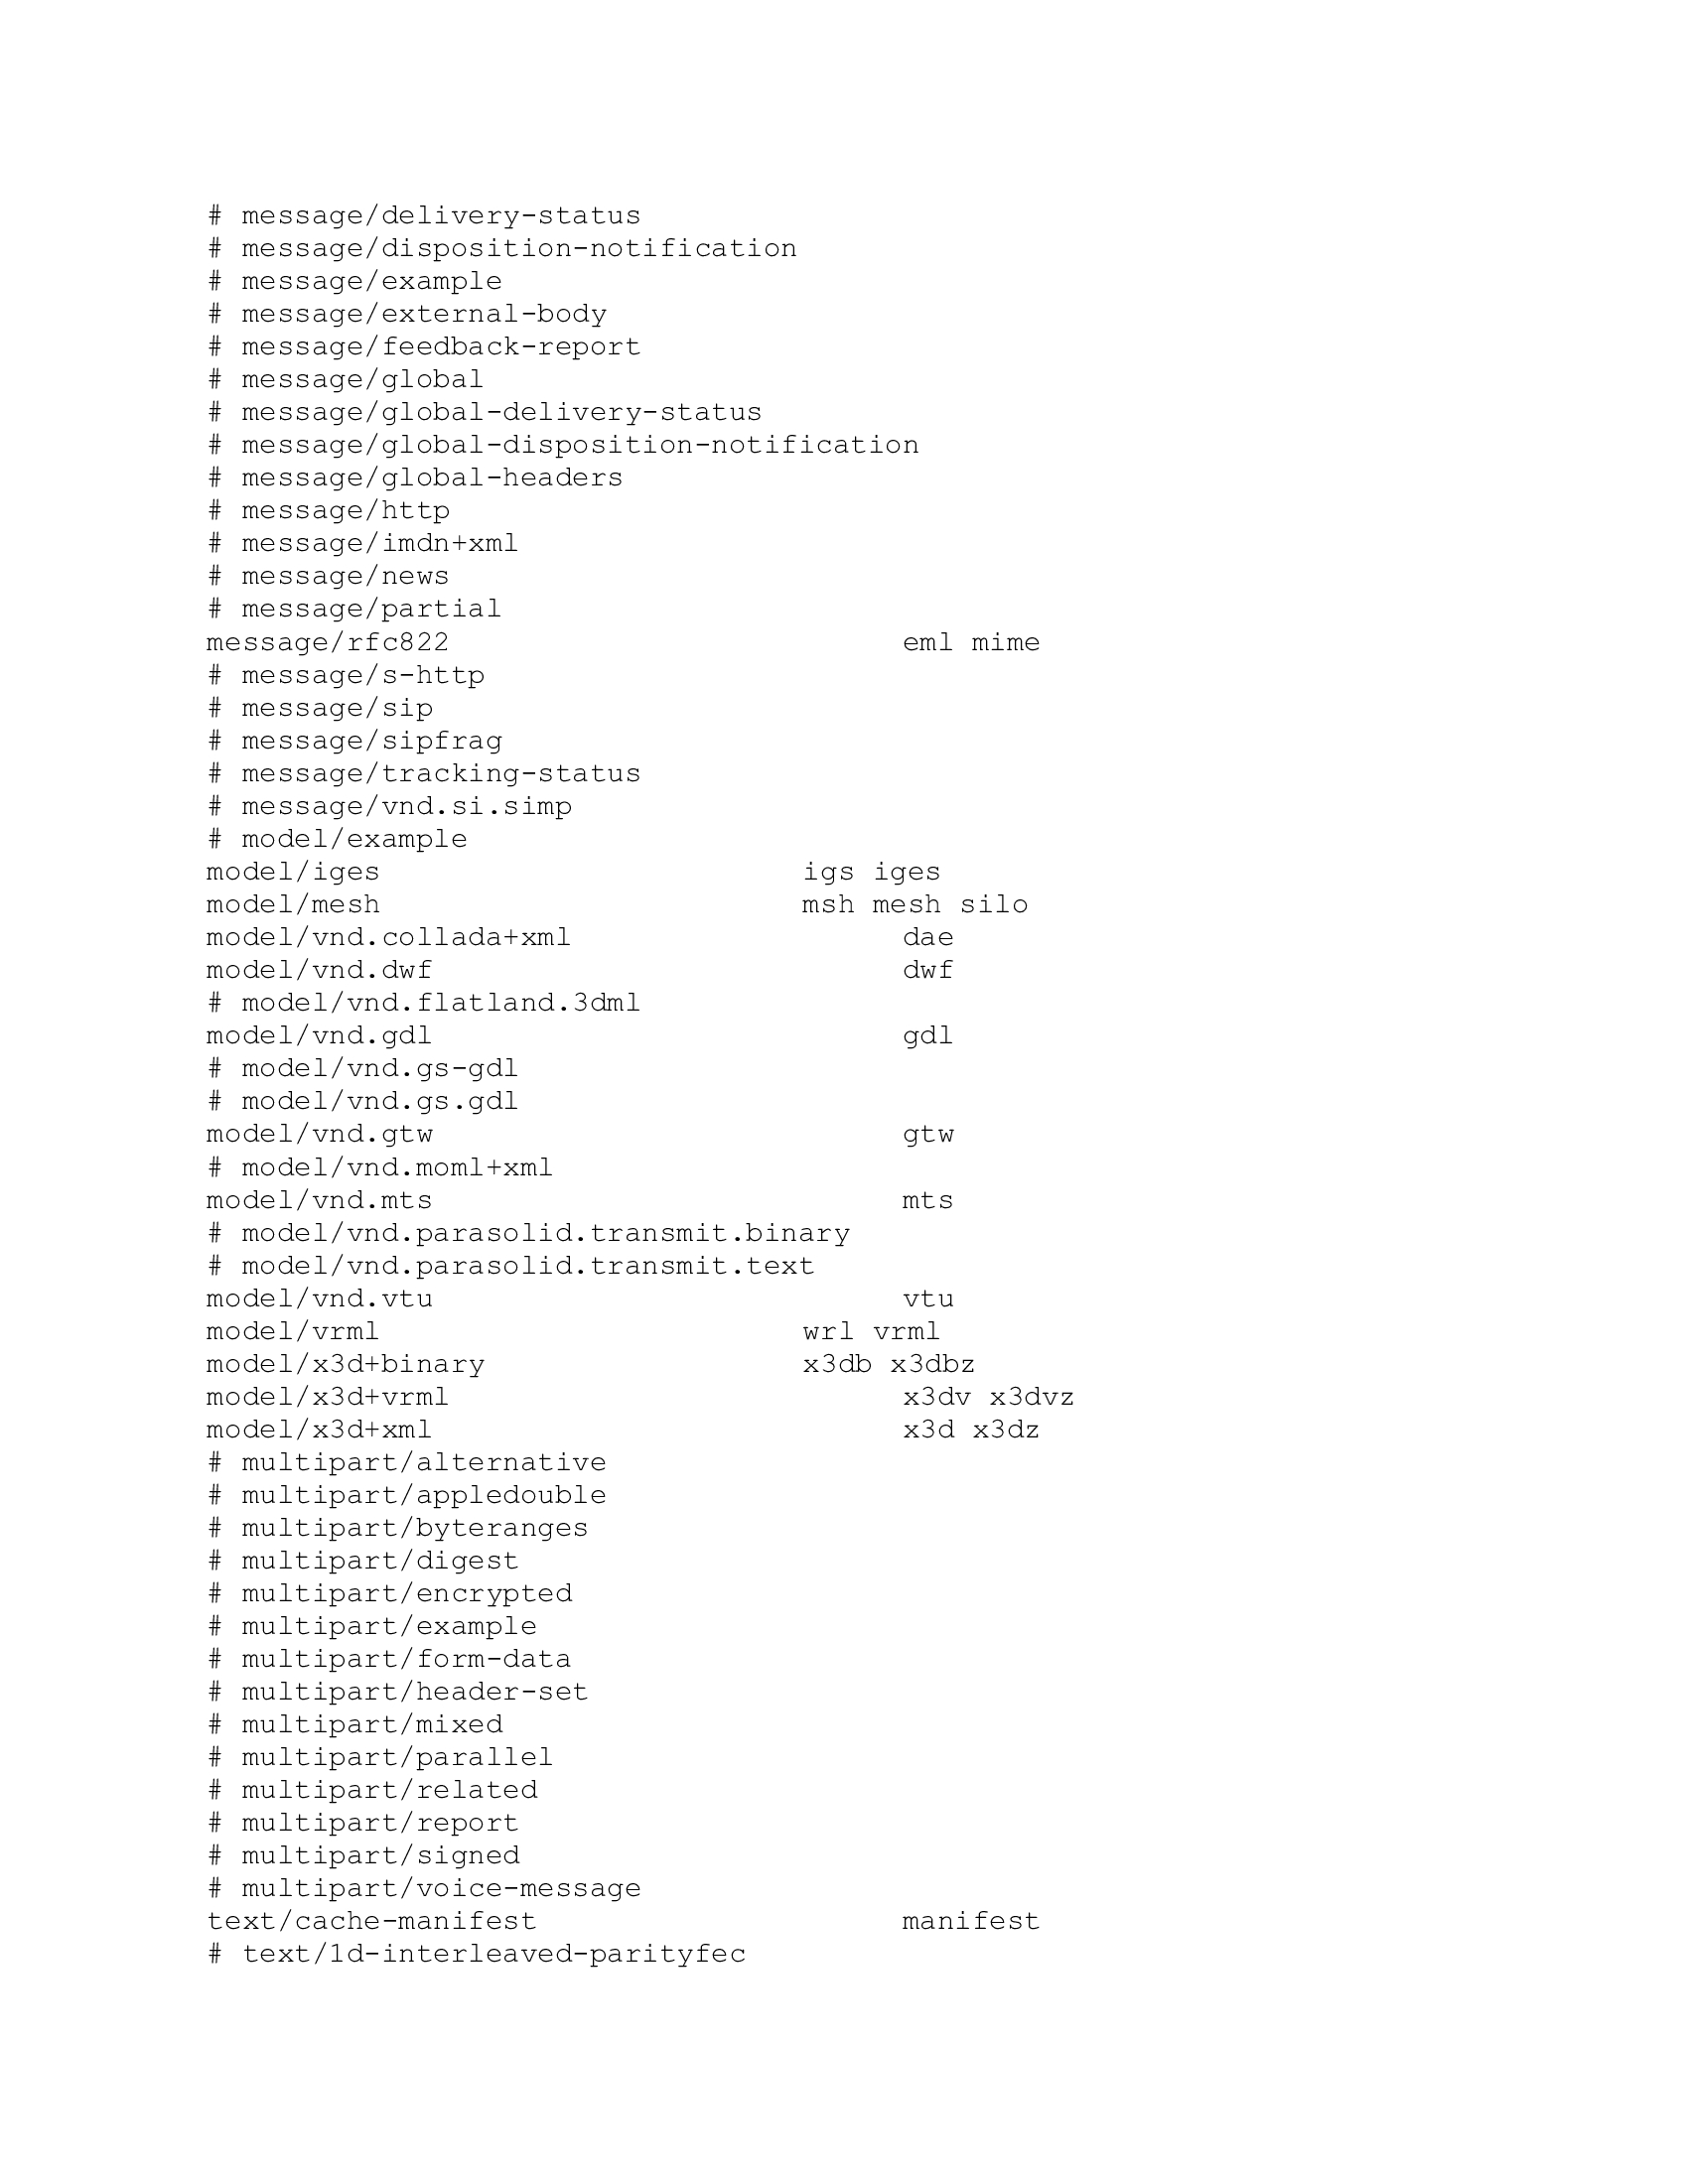 # message/delivery-status
# message/disposition-notification
# message/example
# message/external-body
# message/feedback-report
# message/global
# message/global-delivery-status
# message/global-disposition-notification
# message/global-headers
# message/http
# message/imdn+xml
# message/news
# message/partial
message/rfc822 eml mime
# message/s-http
# message/sip
# message/sipfrag
# message/tracking-status
# message/vnd.si.simp
# model/example
model/iges igs iges
model/mesh msh mesh silo
model/vnd.collada+xml dae
model/vnd.dwf dwf
# model/vnd.flatland.3dml
model/vnd.gdl gdl
# model/vnd.gs-gdl
# model/vnd.gs.gdl
model/vnd.gtw gtw
# model/vnd.moml+xml
model/vnd.mts mts
# model/vnd.parasolid.transmit.binary
# model/vnd.parasolid.transmit.text
model/vnd.vtu vtu
model/vrml wrl vrml
model/x3d+binary x3db x3dbz
model/x3d+vrml x3dv x3dvz
model/x3d+xml x3d x3dz
# multipart/alternative
# multipart/appledouble
# multipart/byteranges
# multipart/digest
# multipart/encrypted
# multipart/example
# multipart/form-data
# multipart/header-set
# multipart/mixed
# multipart/parallel
# multipart/related
# multipart/report
# multipart/signed
# multipart/voice-message
text/cache-manifest manifest
# text/1d-interleaved-parityfec